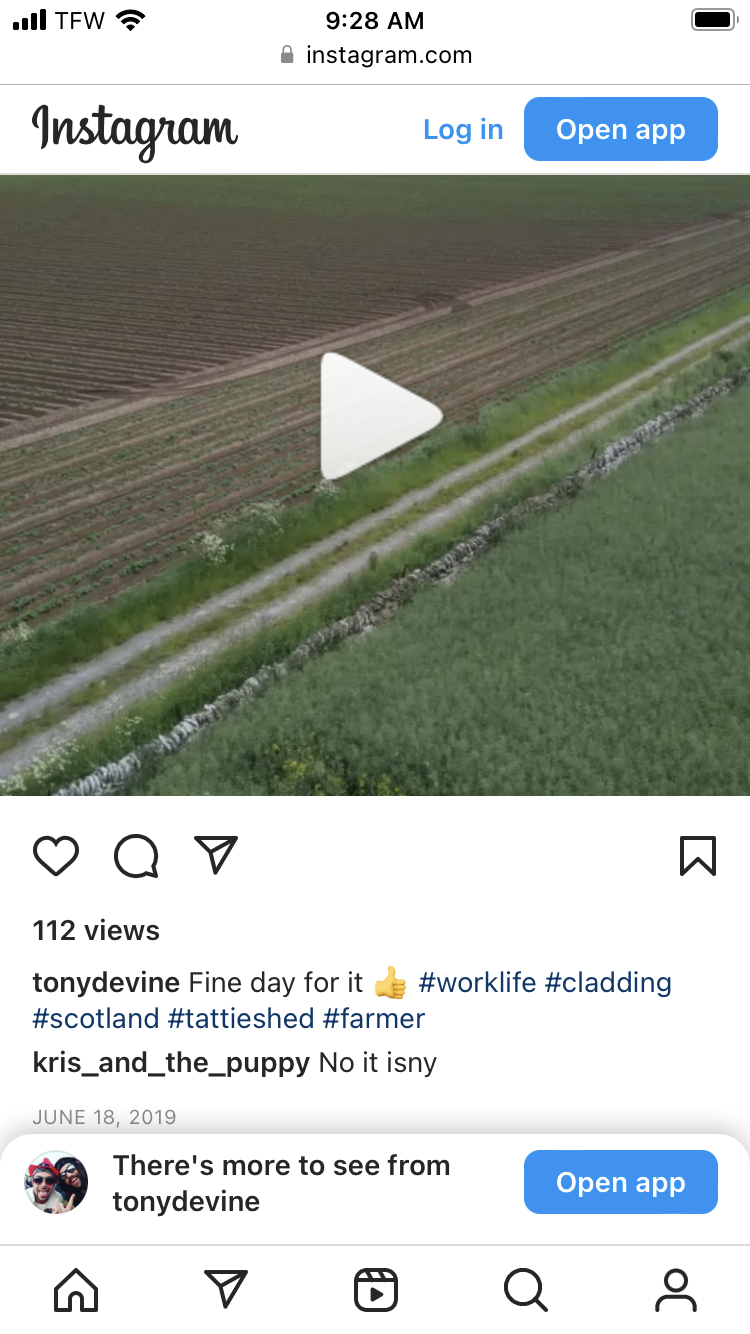 TFW 9:28 AM
instagram.com
Instagram Log in Open app
112 views
tonydevine Fine day for it 👍 #worklife #cladding
#scotland #tattieshed #farmer
kris_and_the_puppy No it isny
JUNE 18, 2019
There's more to see from
tonydevine
Open app